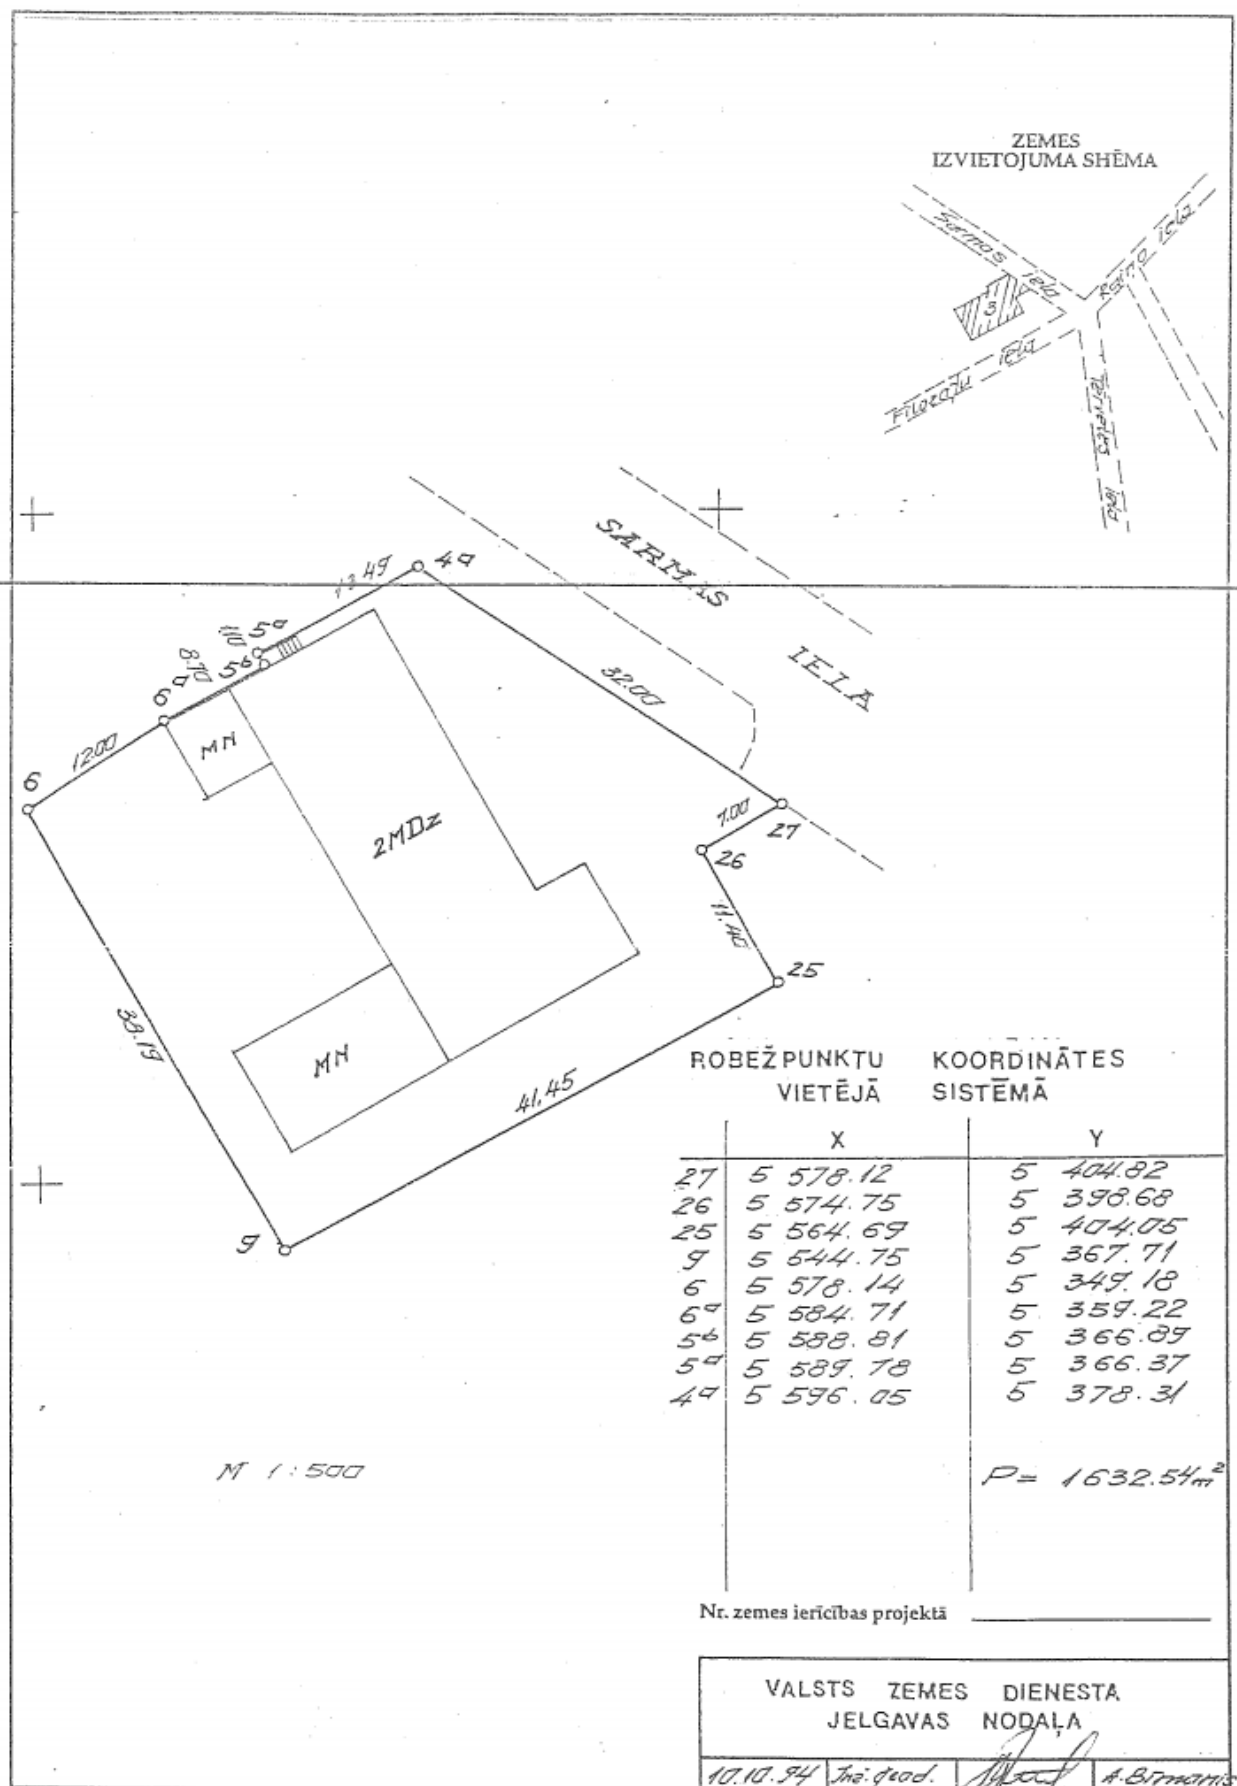 ZEMES
IZVIETOJUMA SHĒMA
Sarmas iela
Raiņa iela
3
Filozofu iela
Tērvetes iela
SARMAS IELA
13.49
4a
1.10
5a
5b
8.70
6a
12.00
6
32.00
MN
7.00
27
26
2MDz
11.40
25
38.19
MN
41.45
9
ROBEŽPUNKTU KOORDINĀTES
VIETĒJĀ SISTĒMĀ
X Y
27 5 578.12 5 404.82
26 5 574.75 5 398.68
25 5 564.69 5 404.05
9 5 544.75 5 367.71
6 5 578.14 5 349.18
6a 5 584.71 5 359.22
5b 5 588.81 5 366.89
5a 5 589.78 5 366.37
4a 5 596.05 5 378.31
M 1:500
P= 1632.54m²
Nr. zemes ierīcības projektā
VALSTS ZEMES DIENESTA
JELGAVAS NODAĻA
10.10.94 Inž.grad. A.Birmanis